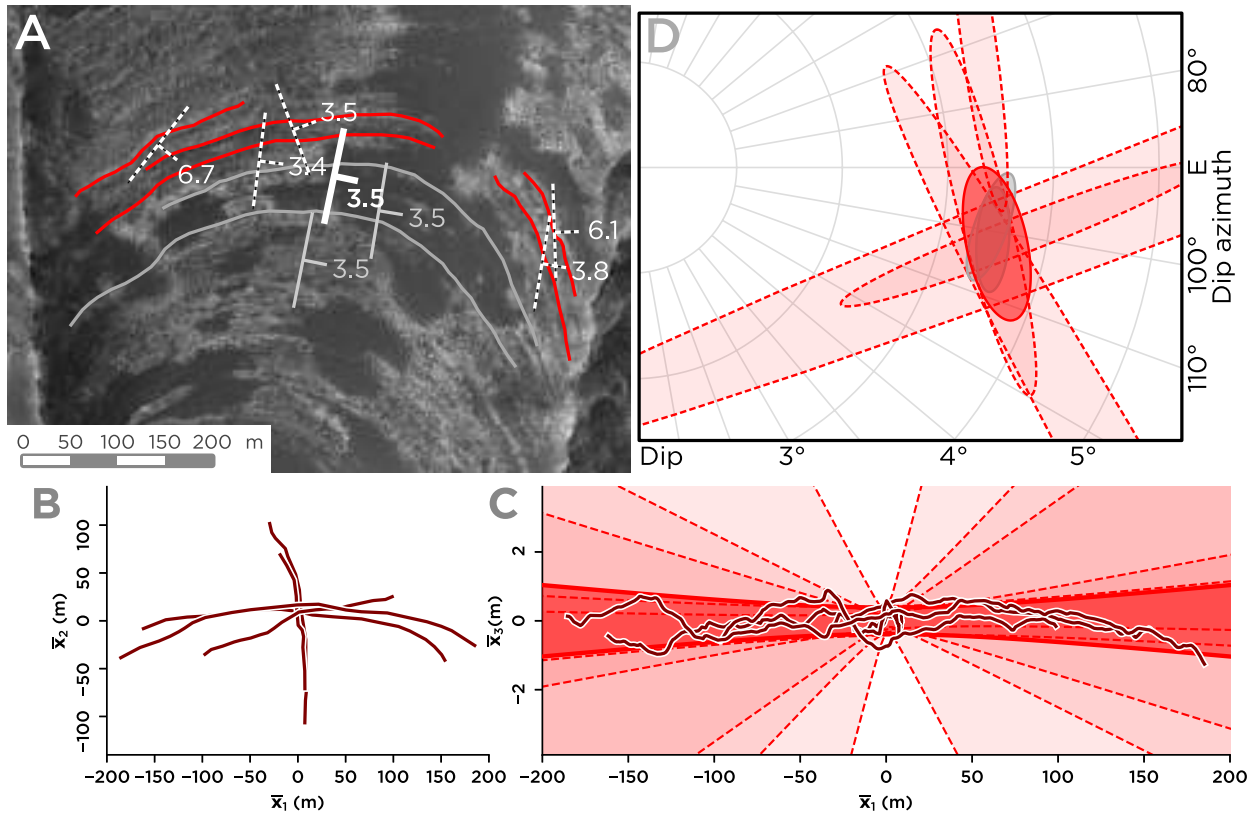 A
3.5
3.4
6.7
3.5
3.5
3.5
6.1
3.8
0 50 100 150 200 m
D
80°
E
100°
110°
Dip azimuth
Dip 3° 4° 5°
B
100
50
0
−50
−100
x̅₂ (m)
−200 −150 −100 −50 0 50 100 150 200
x̅₁ (m)
C
2
0
−2
x̅₃(m)
−200 −150 −100 −50 0 50 100 150 200
x̅₁ (m)